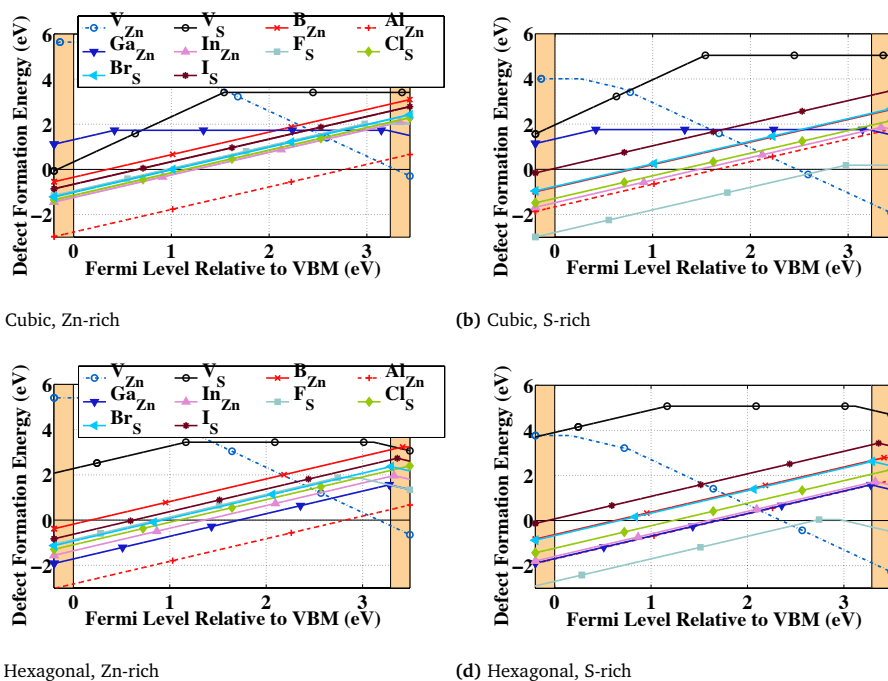 V_Zn V_S B_Zn Al_Zn
Ga_Zn In_Zn F_S Cl_S
Br_S I_S
Defect Formation Energy (eV)
6
4
2
0
−2
0 1 2 3
Fermi Level Relative to VBM (eV)
Cubic, Zn-rich
Defect Formation Energy (eV)
6
4
2
0
−2
0 1 2 3
Fermi Level Relative to VBM (eV)
(b) Cubic, S-rich
V_Zn V_S B_Zn Al_Zn
Ga_Zn In_Zn F_S Cl_S
Br_S I_S
Defect Formation Energy (eV)
6
4
2
0
−2
0 1 2 3
Fermi Level Relative to VBM (eV)
Hexagonal, Zn-rich
Defect Formation Energy (eV)
6
4
2
0
−2
0 1 2 3
Fermi Level Relative to VBM (eV)
(d) Hexagonal, S-rich